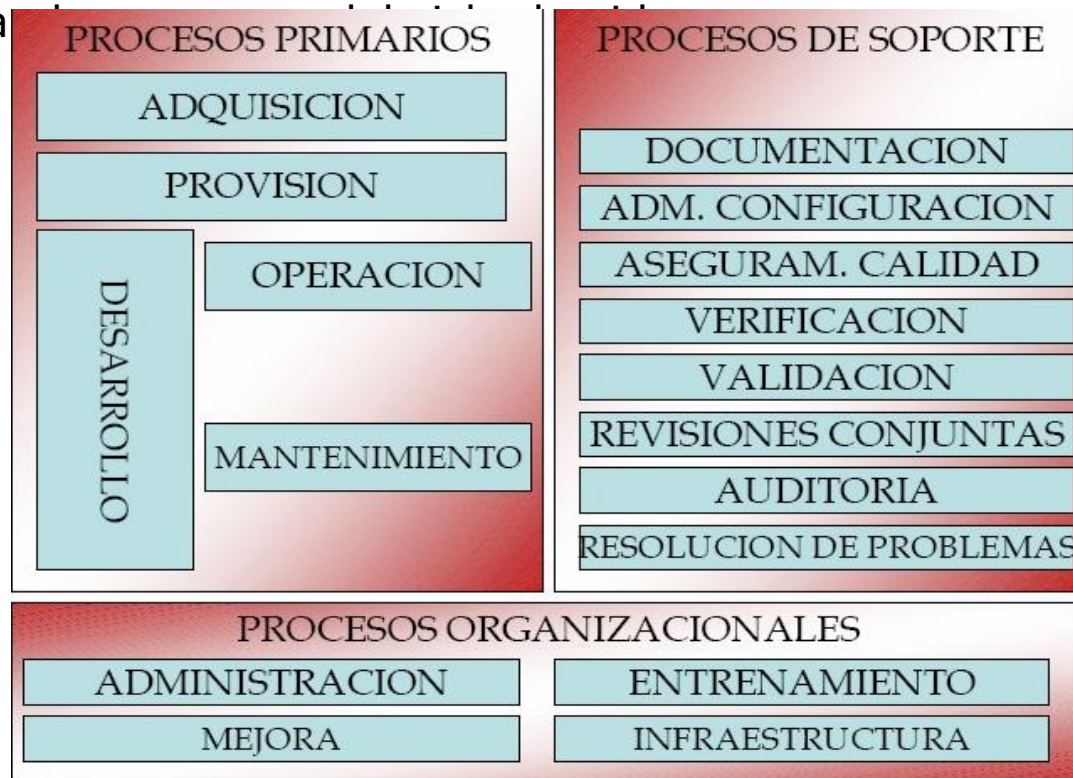 PROCESOS PRIMARIOS
ADQUISICION
PROVISION
DESARROLLO
OPERACION
MANTENIMIENTO
PROCESOS DE SOPORTE
DOCUMENTACION
ADM. CONFIGURACION
ASEGURAM. CALIDAD
VERIFICACION
VALIDACION
REVISIONES CONJUNTAS
AUDITORIA
RESOLUCION DE PROBLEMAS
PROCESOS ORGANIZACIONALES
ADMINISTRACION
ENTRENAMIENTO
MEJORA
INFRAESTRUCTURA